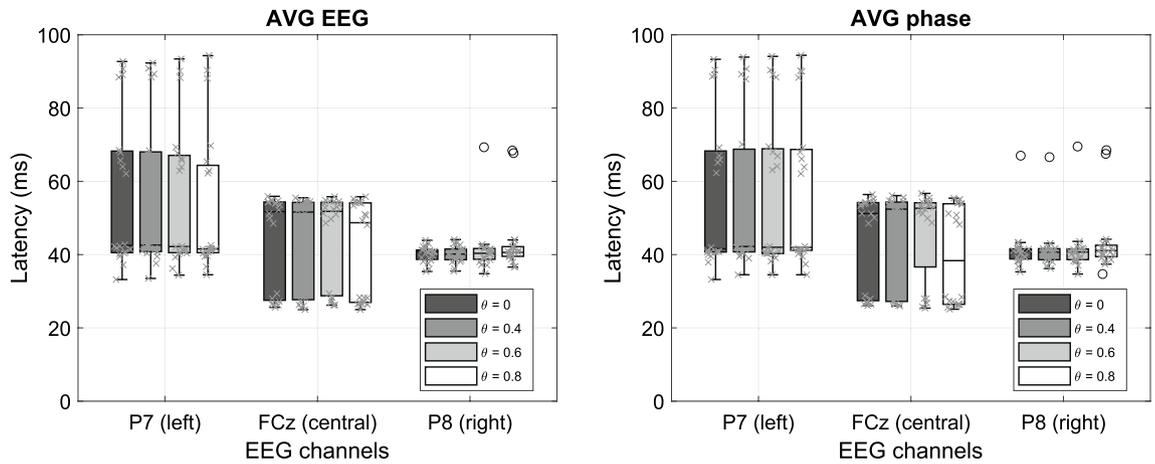 AVG EEG
Latency (ms)
100
80
60
40
20
0
P7 (left) FCz (central) P8 (right)
EEG channels
θ = 0
θ = 0.4
θ = 0.6
θ = 0.8
AVG phase
Latency (ms)
100
80
60
40
20
0
P7 (left) FCz (central) P8 (right)
EEG channels
θ = 0
θ = 0.4
θ = 0.6
θ = 0.8